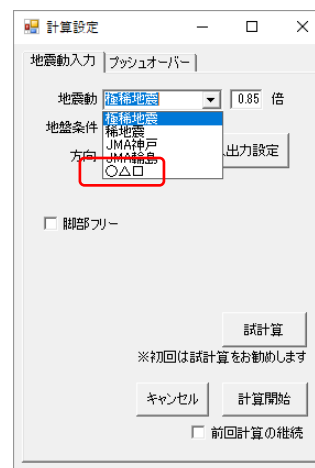 計算設定
地震動入力 プッシュオーバー
地震動 極稀地震 0.85 倍
極稀地震
地盤条件 稀地震
JMA神戸
方向 JMA輪島 出力設定
〇△□
脚部フリー
試計算
※初回は試計算をお勧めします
キャンセル 計算開始
前回計算の継続